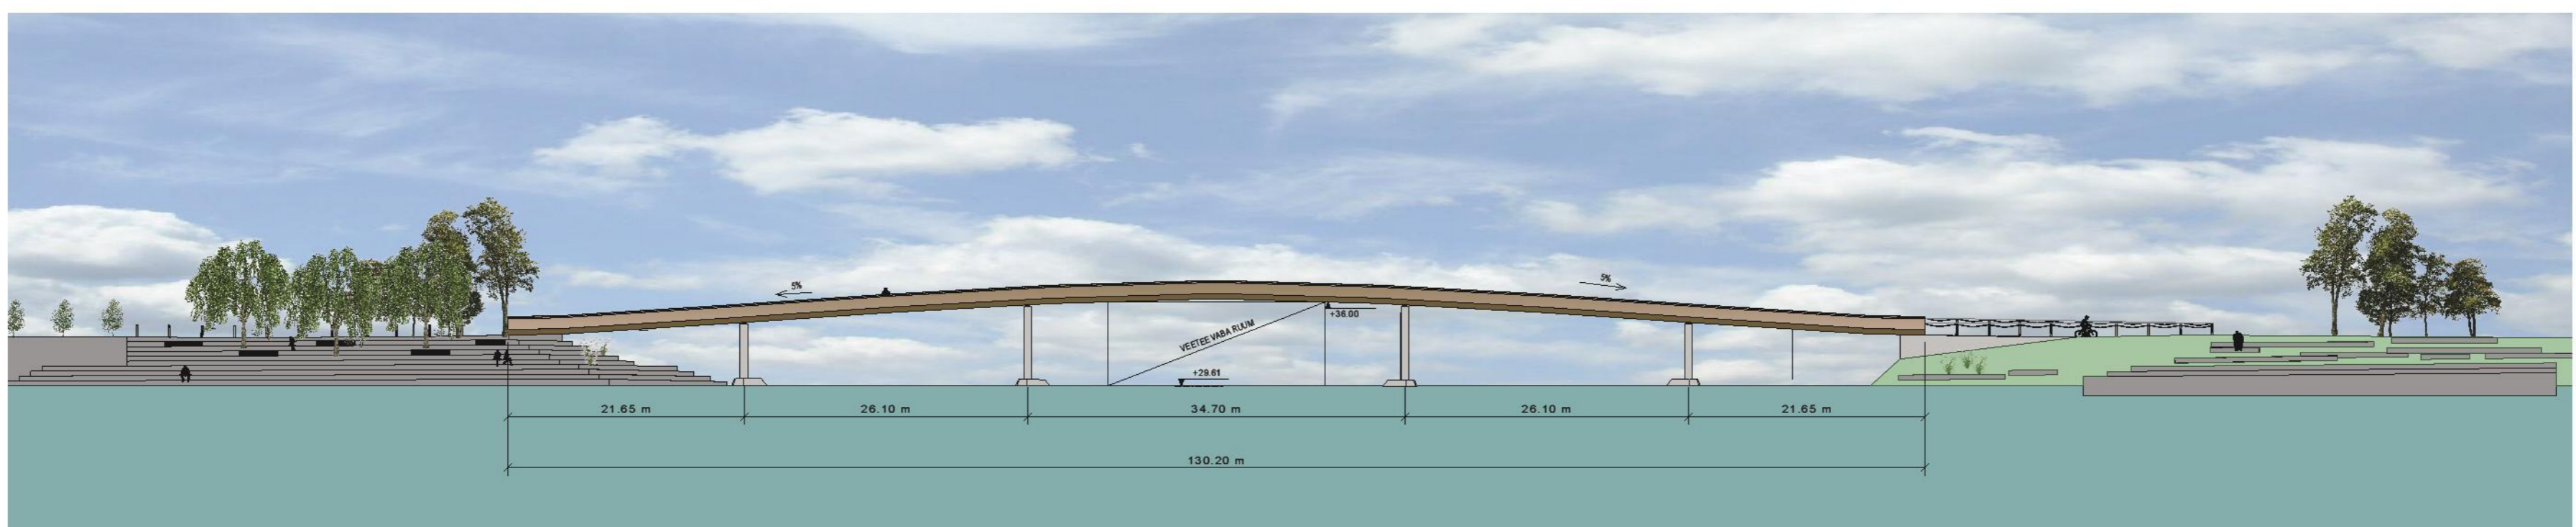 5%
5%
+36.00
VEETEE VABA RUUM
+29.61
21.65 m
26.10 m
34.70 m
26.10 m
21.65 m
130.20 m